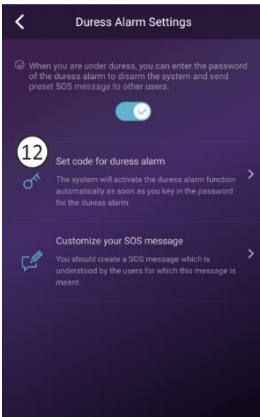 Duress Alarm Settings
When you are under duress, you can enter the password
of the duress alarm to disarm the system and send
preset SOS message to other users.
12
Set code for duress alarm
The system will activate the duress alarm function
automatically as soon as you key in the password
for the duress alarm.
Customize your SOS message
You should create a SOS message which is
understood by the users for which this message is
meant.